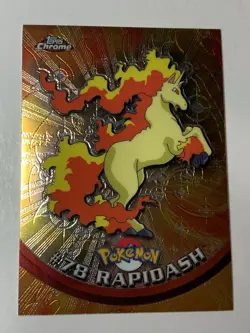 Topps
Chrome
POKéMON
#78 RAPIDASH